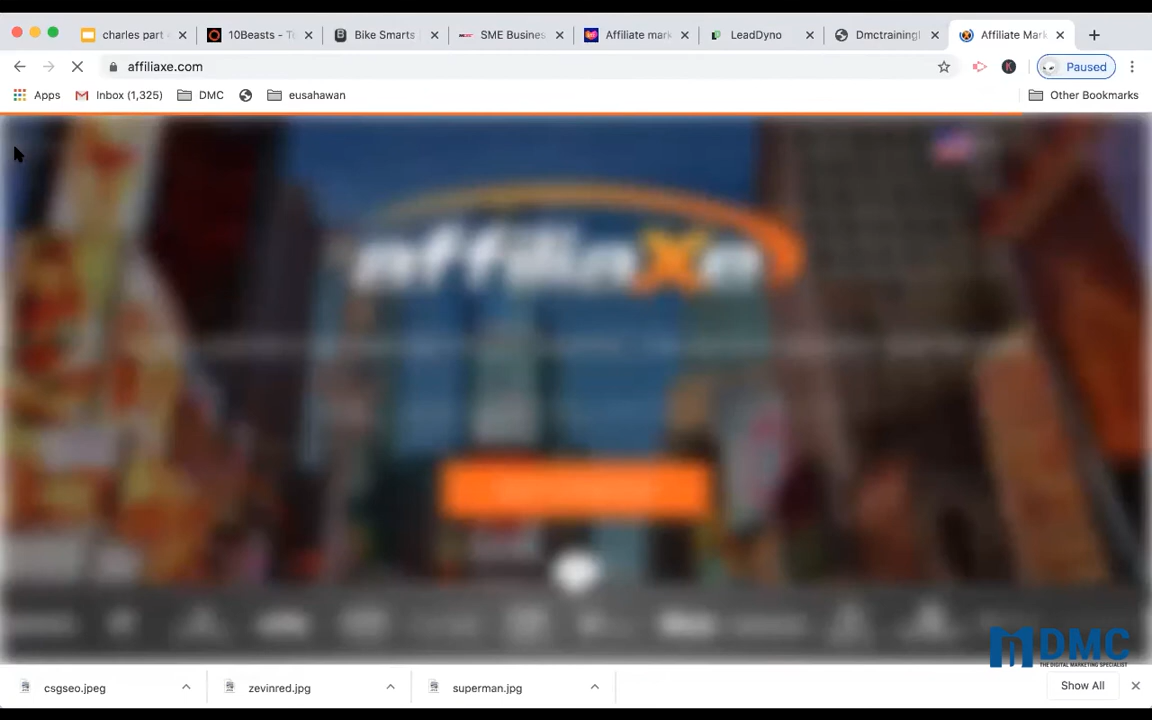 charles part
10Beasts - T
Bike Smarts
SME Busines
Affiliate mark
LeadDyno
Dmctraining
Affiliate Mark
affiliaxe.com
Paused
Apps
Inbox (1,325)
DMC
eusahawan
Other Bookmarks
affiliaxe
DMC
THE DIGITAL MARKETING SPECIALIST
csgseo.jpeg
zevinred.jpg
superman.jpg
Show All